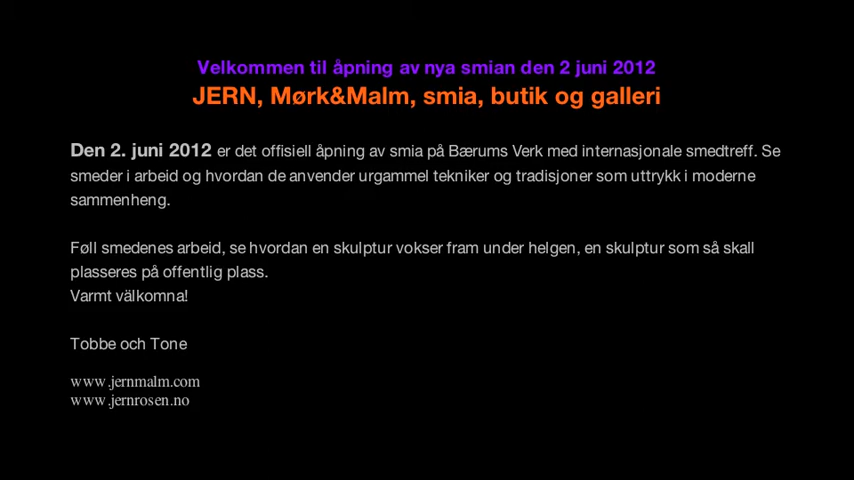 Velkommen til åpning av nya smian den 2 juni 2012
JERN, Mørk&Malm, smia, butik og galleri
Den 2. juni 2012 er det offisiell åpning av smia på Bærums Verk med internasjonale smedtreff. Se
smeder i arbeid og hvordan de anvender urgammel tekniker og tradisjoner som uttrykk i moderne
sammenheng.
Føll smedenes arbeid, se hvordan en skulptur vokser fram under helgen, en skulptur som så skall
plasseres på offentlig plass.
Varmt välkomna!
Tobbe och Tone
www.jernmalm.com
www.jernrosen.no